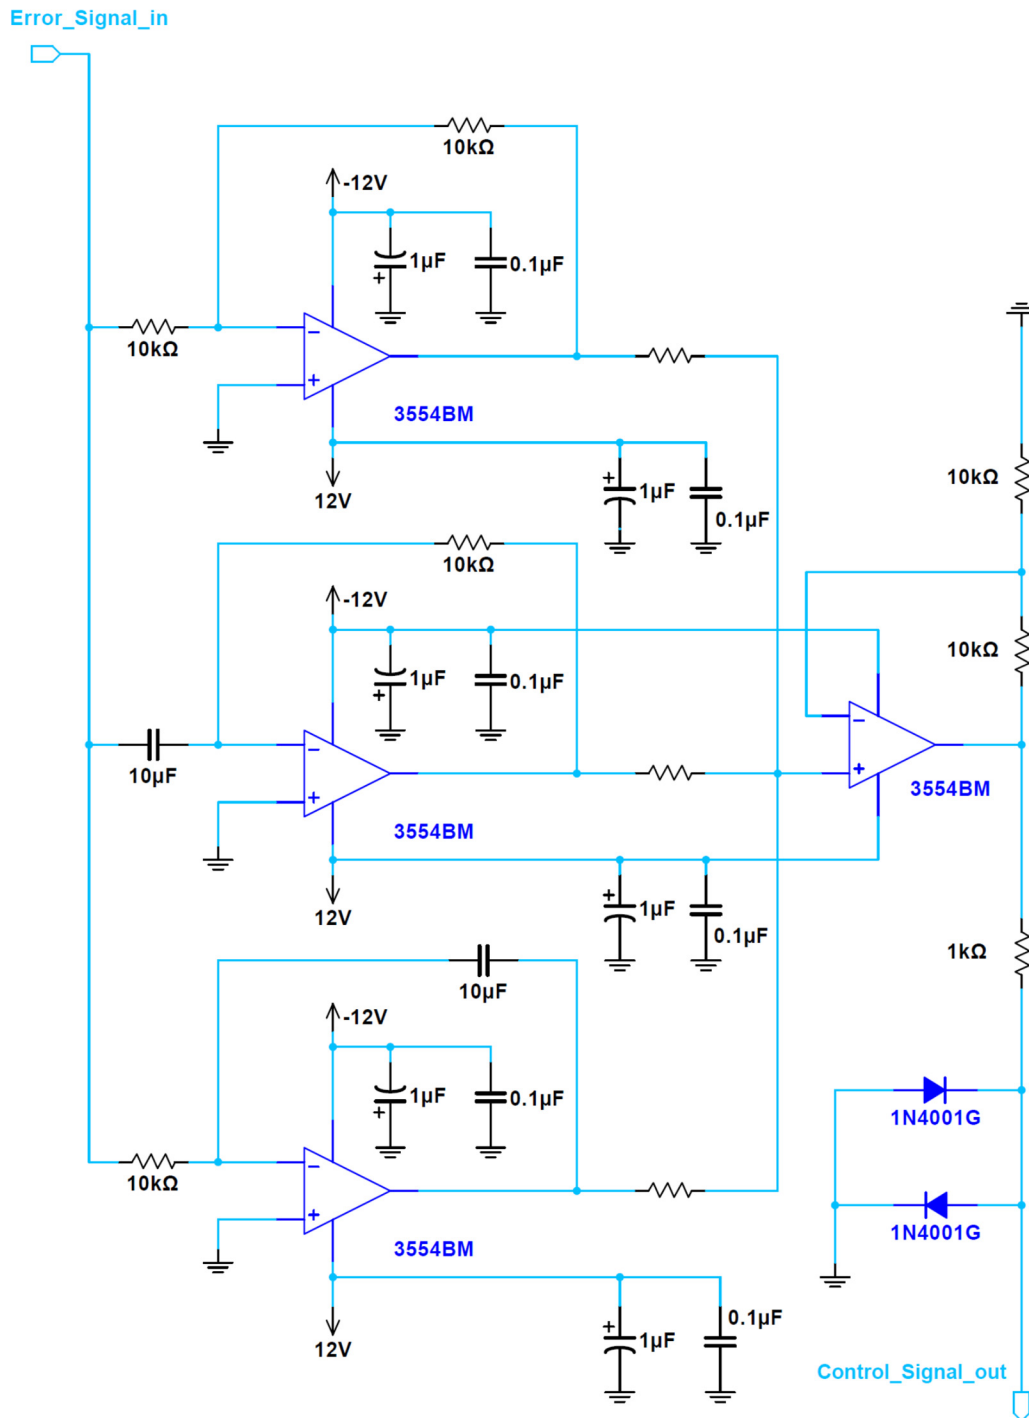 Error_Signal_in
10kΩ
-12V
1µF
0.1µF
10kΩ
3554BM
12V
1µF
0.1µF
10kΩ
10kΩ
-12V
1µF
0.1µF
10kΩ
10µF
3554BM
3554BM
12V
1µF
0.1µF
1kΩ
10µF
-12V
1µF
0.1µF
1N4001G
10kΩ
1N4001G
3554BM
12V
1µF
0.1µF
Control_Signal_out